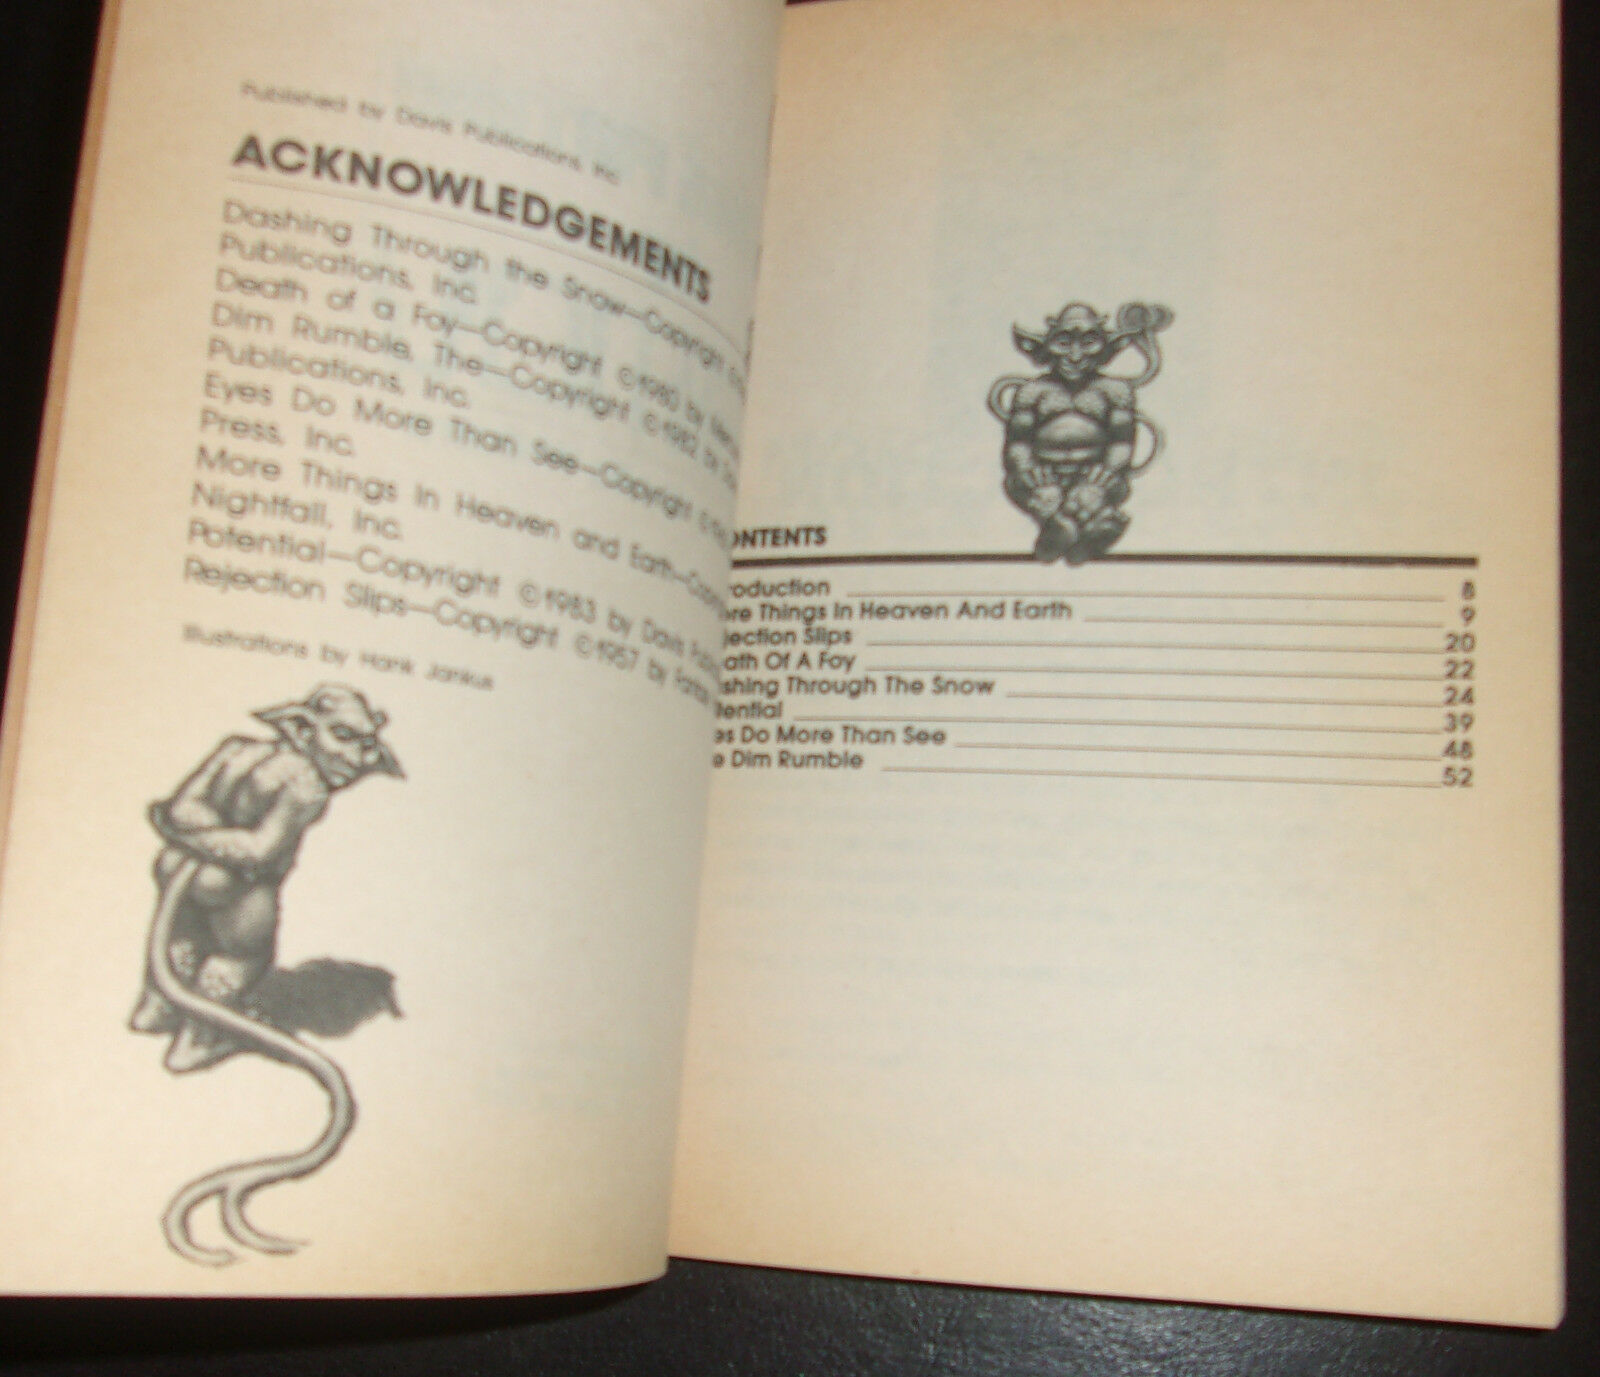 Published by Davis Publications, Inc.
ACKNOWLEDGEMENTS
Dashing Through the Snow—Copyright
Publications, Inc.
Death of a Foy—Copyright ©1980 by
Dim Rumble, The—Copyright ©1982 by
Publications, Inc.
Eyes Do More Than See—Copyright
Press, Inc.
More Things In Heaven and Earth—
Nightfall, Inc.
Potential—Copyright ©1983 by Davis
Rejection Slips—Copyright ©1957 by
Illustrations by Hank Jankus
ONTENTS
roduction 8
re Things In Heaven And Earth 9
jection Slips 20
ath Of A Foy 22
shing Through The Snow 24
tential 39
es Do More Than See 48
e Dim Rumble 52